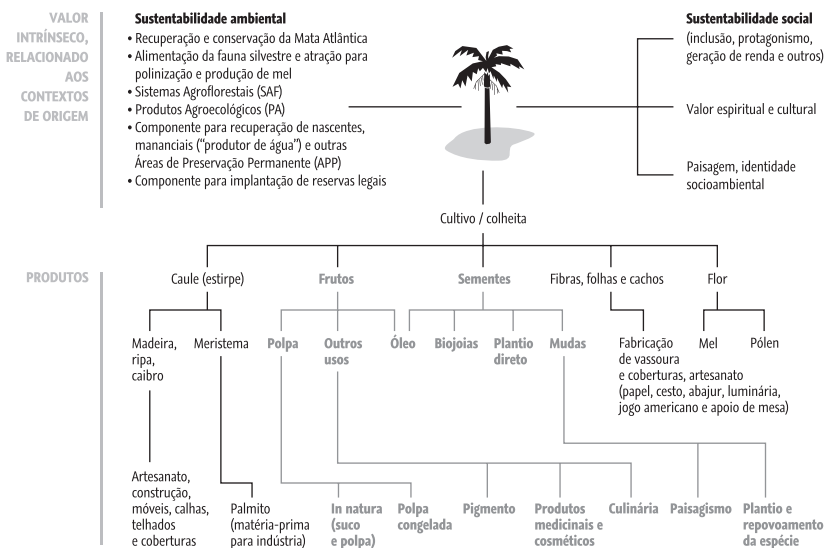 VALOR
INTRÍNSECO,
RELACIONADO
AOS
CONTEXTOS
DE ORIGEM
Sustentabilidade ambiental
• Recuperação e conservação da Mata Atlântica
• Alimentação da fauna silvestre e atração para
polinização e produção de mel
• Sistemas Agroflorestais (SAF)
• Produtos Agroecológicos (PA)
• Componente para recuperação de nascentes,
mananciais (“produtor de água”) e outras
Áreas de Preservação Permanente (APP)
• Componente para implantação de reservas legais
Sustentabilidade social
(inclusão, protagonismo,
geração de renda e outros)
Valor espiritual e cultural
Paisagem, identidade
socioambiental
Cultivo / colheita
PRODUTOS
Caule (estirpe)
Frutos
Sementes
Fibras, folhas e cachos
Flor
Madeira,
ripa,
caibro
Meristema
Polpa
Outros
usos
Óleo
Biojoias
Plantio
direto
Mudas
Fabricação
de vassoura
e coberturas, artesanato
(papel, cesto, abajur, luminária,
jogo americano e apoio de mesa)
Mel
Pólen
Artesanato,
construção,
móveis, calhas,
telhados
e coberturas
Palmito
(matéria-prima
para indústria)
In natura
(suco
e polpa)
Polpa
congelada
Pigmento
Produtos
medicinais e
cosméticos
Culinária
Paisagismo
Plantio e
repovoamento
da espécie